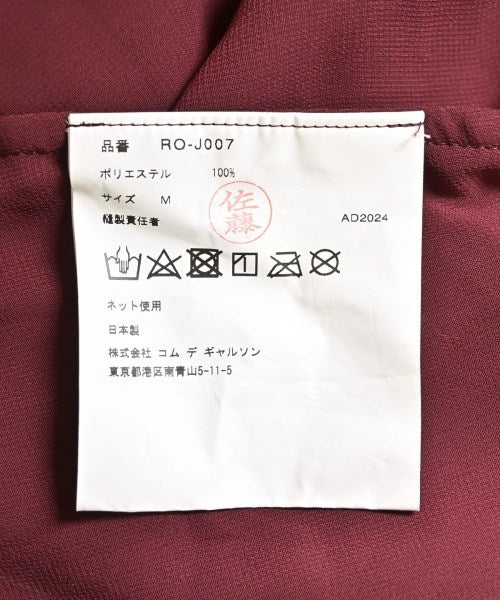 品番 RO-J007
ポリエステル 100%
サイズ M
縫製責任者 佐藤 AD2024
ネット使用
日本製
株式会社 コム デ ギャルソン
東京都港区南青山5-11-5